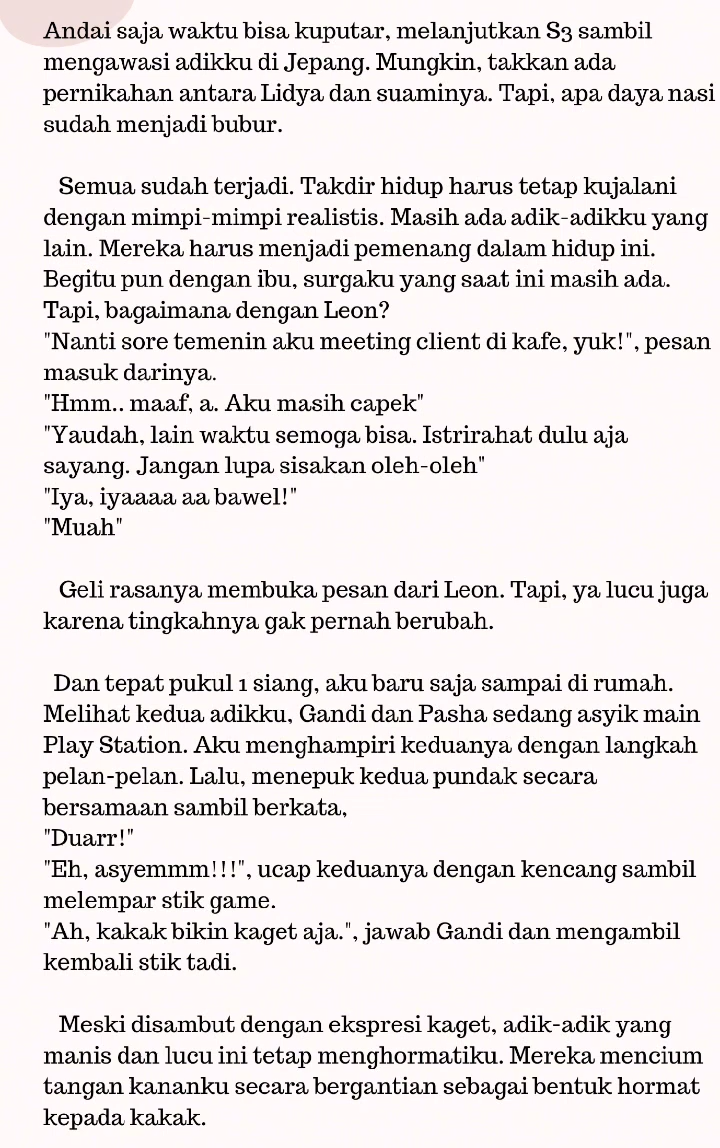 Andai saja waktu bisa kuputar, melanjutkan S3 sambil
mengawasi adikku di Jepang. Mungkin, takkan ada
pernikahan antara Lidya dan suaminya. Tapi, apa daya nasi
sudah menjadi bubur.
Semua sudah terjadi. Takdir hidup harus tetap kujalani
dengan mimpi-mimpi realistis. Masih ada adik-adikku yang
lain. Mereka harus menjadi pemenang dalam hidup ini.
Begitu pun dengan ibu, surgaku yang saat ini masih ada.
Tapi, bagaimana dengan Leon?
"Nanti sore temenin aku meeting client di kafe, yuk!", pesan
masuk darinya.
"Hmm.. maaf, a. Aku masih capek"
"Yaudah, lain waktu semoga bisa. Istrirahat dulu aja
sayang. Jangan lupa sisakan oleh-oleh"
"Iya, iyaaaa aa bawel!"
"Muah"
Geli rasanya membuka pesan dari Leon. Tapi, ya lucu juga
karena tingkahnya gak pernah berubah.
Dan tepat pukul 1 siang, aku baru saja sampai di rumah.
Melihat kedua adikku, Gandi dan Pasha sedang asyik main
Play Station. Aku menghampiri keduanya dengan langkah
pelan-pelan. Lalu, menepuk kedua pundak secara
bersamaan sambil berkata,
"Duarr!"
"Eh, asyemmm!!!", ucap keduanya dengan kencang sambil
melempar stik game.
"Ah, kakak bikin kaget aja.", jawab Gandi dan mengambil
kembali stik tadi.
Meski disambut dengan ekspresi kaget, adik-adik yang
manis dan lucu ini tetap menghormatiku. Mereka mencium
tangan kananku secara bergantian sebagai bentuk hormat
kepada kakak.